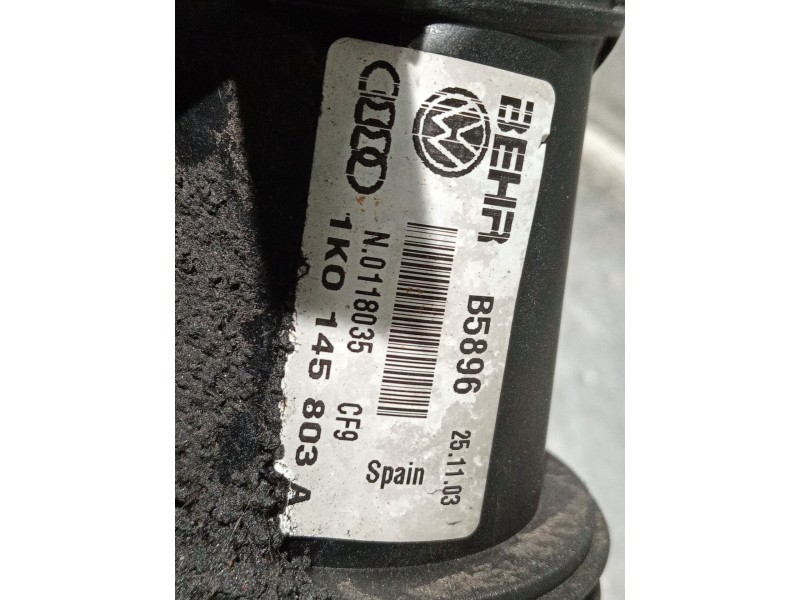 BEHR
B5896 25.11.03
N.0118035 CF9 Spain
1K0 145 803 A